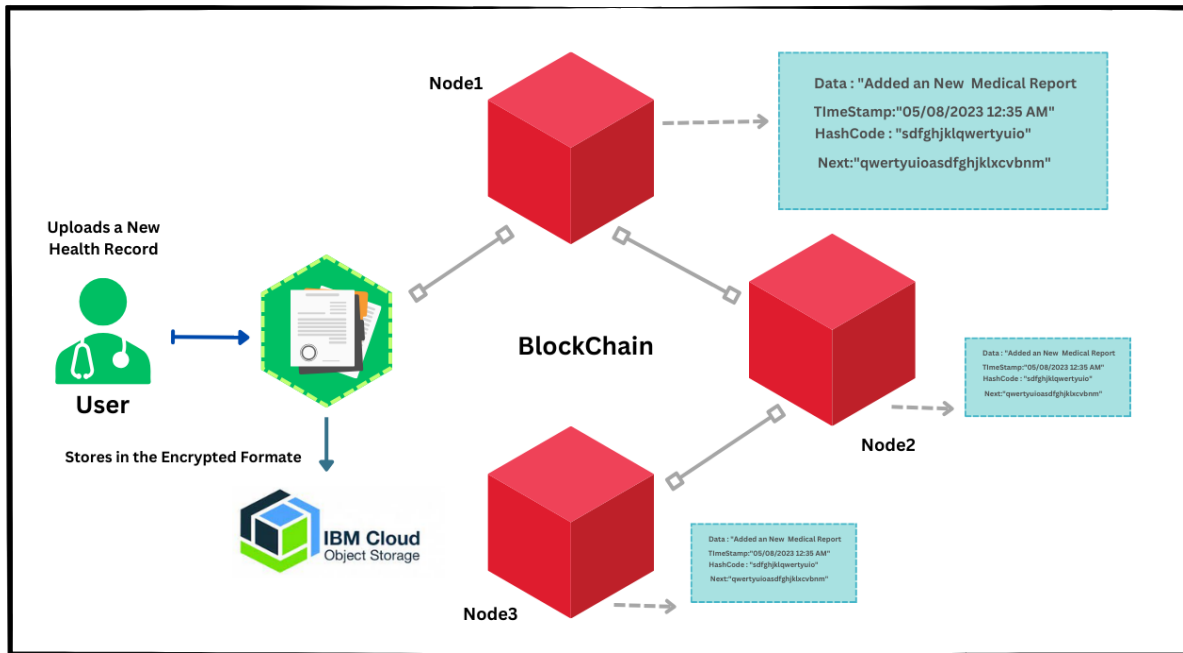 Node1
Data : "Added an New Medical Report
TImeStamp:"05/08/2023 12:35 AM"
HashCode : "sdfghjklqwertyuio"
Next:"qwertyuioasdfghjklxcvbnm"
Uploads a New
Health Record
User
BlockChain
Data : "Added an New Medical Report
TImeStamp:"05/08/2023 12:35 AM"
HashCode : "sdfghjklqwertyuio"
Next:"qwertyuioasdfghjklxcvbnm"
Node2
Stores in the Encrypted Formate
IBM Cloud
Object Storage
Data : "Added an New Medical Report
TImeStamp:"05/08/2023 12:35 AM"
HashCode : "sdfghjklqwertyuio"
Next:"qwertyuioasdfghjklxcvbnm"
Node3